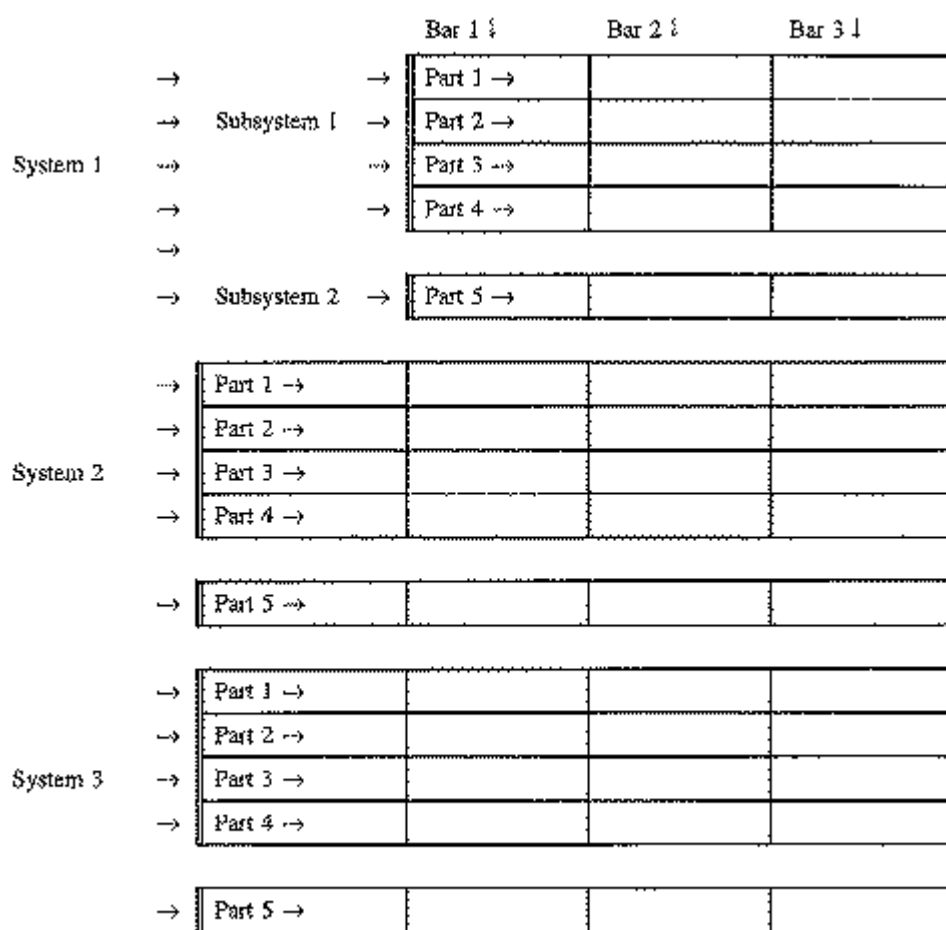 Bar 1 ↓ Bar 2 ↓ Bar 3 ↓
→ → Part 1 →
→ Subsystem 1 → Part 2 →
System 1 → → Part 3 →
→ → Part 4 →
→
→ Subsystem 2 → Part 5 →
→ Part 1 →
→ Part 2 →
System 2 → Part 3 →
→ Part 4 →
→ Part 5 →
→ Part 1 →
→ Part 2 →
System 3 → Part 3 →
→ Part 4 →
→ Part 5 →